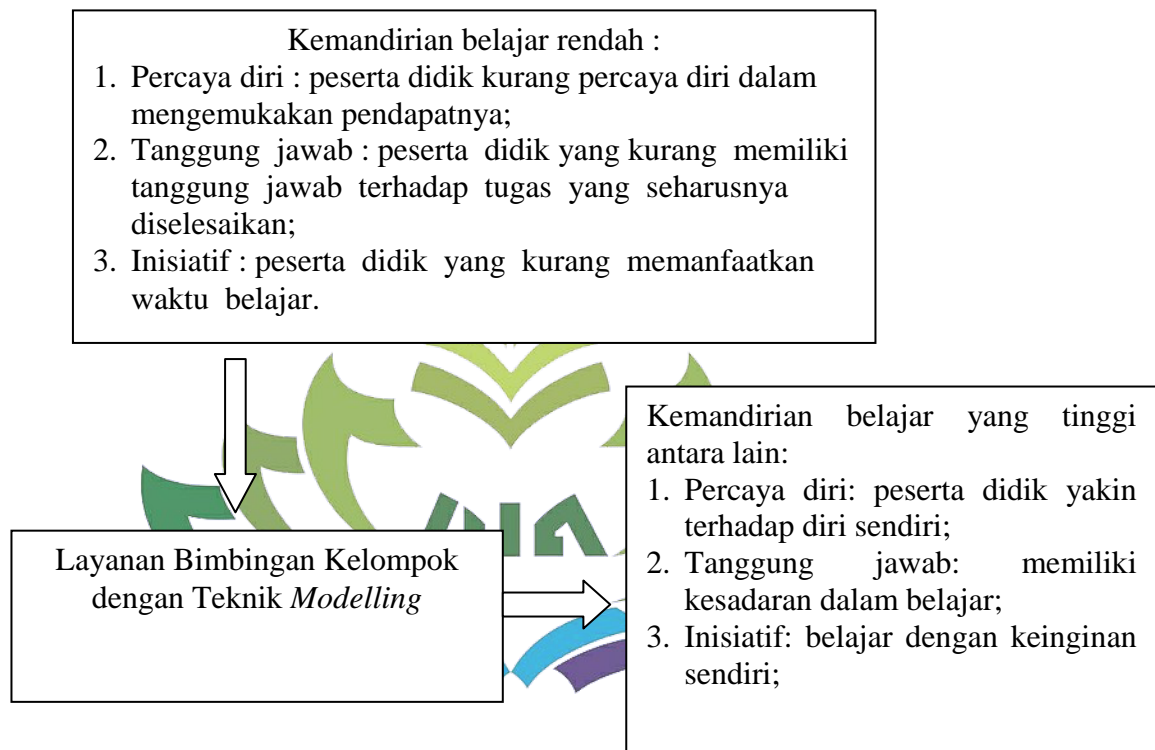 Kemandirian belajar rendah :
1. Percaya diri : peserta didik kurang percaya diri dalam
mengemukakan pendapatnya;
2. Tanggung jawab : peserta didik yang kurang memiliki
tanggung jawab terhadap tugas yang seharusnya
diselesaikan;
3. Inisiatif : peserta didik yang kurang memanfaatkan
waktu belajar.
Layanan Bimbingan Kelompok
dengan Teknik Modelling
Kemandirian belajar yang tinggi
antara lain:
1. Percaya diri: peserta didik yakin
terhadap diri sendiri;
2. Tanggung jawab: memiliki
kesadaran dalam belajar;
3. Inisiatif: belajar dengan keinginan
sendiri;